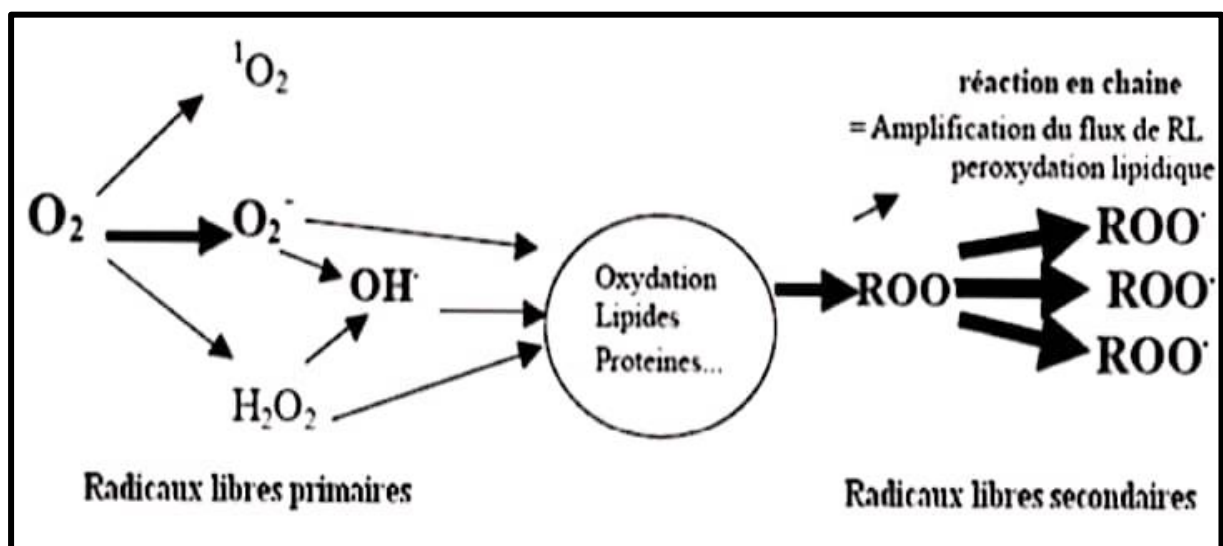 ¹O₂
O₂
O₂⁻
OH·
H₂O₂
Radicaux libres primaires
Oxydation
Lipides
Proteines...
réaction en chaine
= Amplification du flux de RL
peroxydation lipidique
ROO
ROO·
ROO·
ROO·
Radicaux libres secondaires